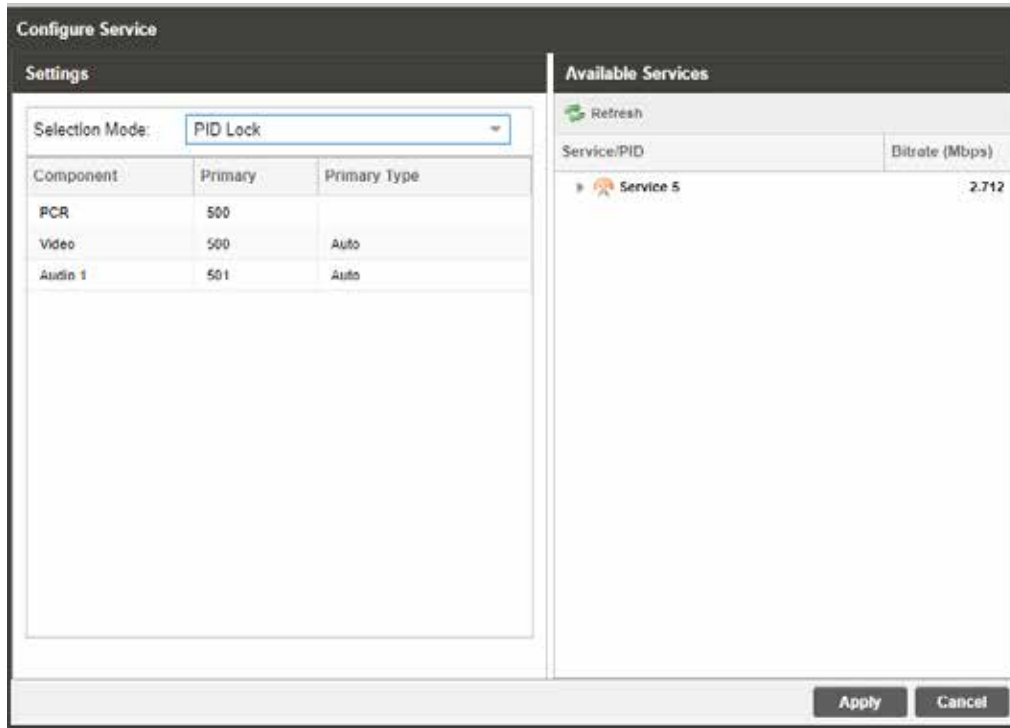 Configure Service
Settings
Selection Mode: PID Lock
Component Primary Primary Type
PCR 500
Video 500 Auto
Audio 1 501 Auto
Available Services
Refresh
Service/PID Bitrate (Mbps)
Service 5 2.712
Apply Cancel